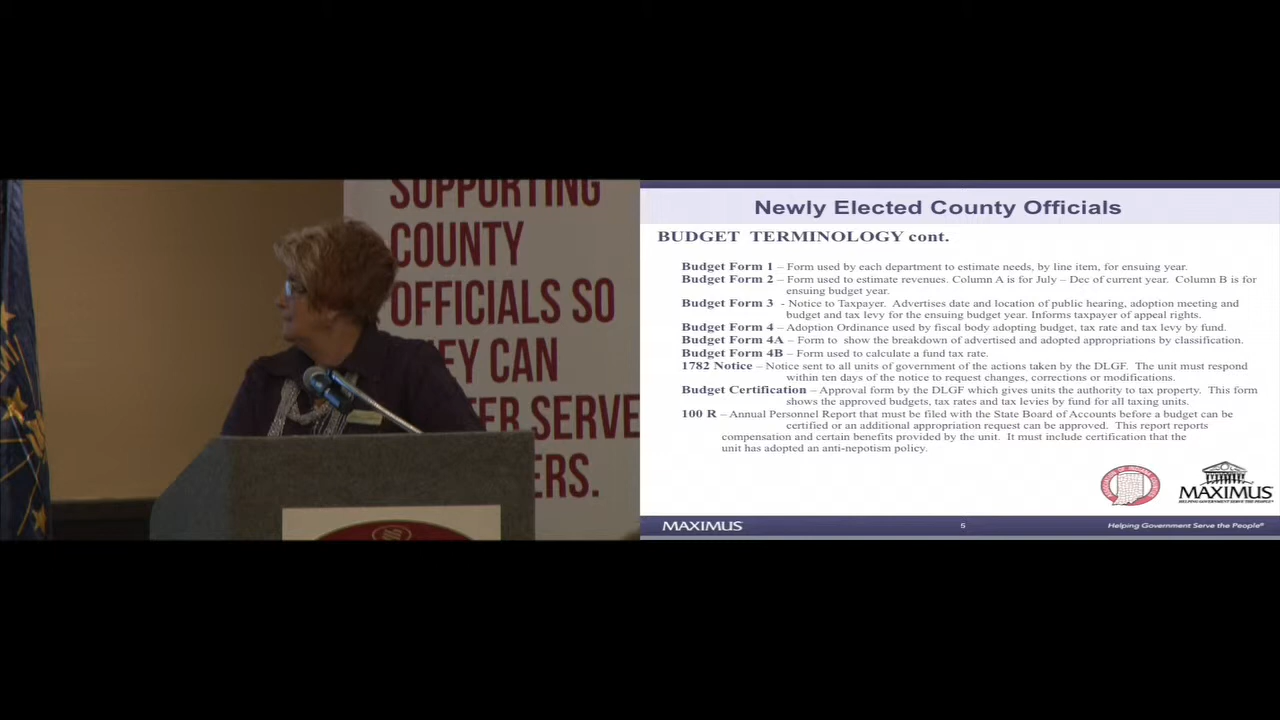 SUPPORTING
COUNTY
OFFICIALS SO
THEY CAN
SERVE
ERS.
Newly Elected County Officials
BUDGET TERMINOLOGY cont.
Budget Form 1 – Form used by each department to estimate needs, by line item, for ensuing year.
Budget Form 2 – Form used to estimate revenues. Column A is for July – Dec of current year. Column B is for
ensuing budget year.
Budget Form 3 - Notice to Taxpayer. Advertises date and location of public hearing, adoption meeting and
budget and tax levy for the ensuing budget year. Informs taxpayer of appeal rights.
Budget Form 4 – Adoption Ordinance used by fiscal body adopting budget, tax rate and tax levy by fund.
Budget Form 4A – Form to show the breakdown of advertised and adopted appropriations by classification.
Budget Form 4B – Form used to calculate a fund tax rate.
1782 Notice – Notice sent to all units of government of the actions taken by the DLGF. The unit must respond
within ten days of the notice to request changes, corrections or modifications.
Budget Certification – Approval form by the DLGF which gives units the authority to tax property. This form
shows the approved budgets, tax rates and tax levies by fund for all taxing units.
100 R – Annual Personnel Report that must be filed with the State Board of Accounts before a budget can be
certified or an additional appropriation request can be approved. This report reports
compensation and certain benefits provided by the unit. It must include certification that the
unit has adopted an anti-nepotism policy.
MAXIMUS
HELPING GOVERNMENT SERVE THE PEOPLE
MAXIMUS 5 Helping Government Serve the People®